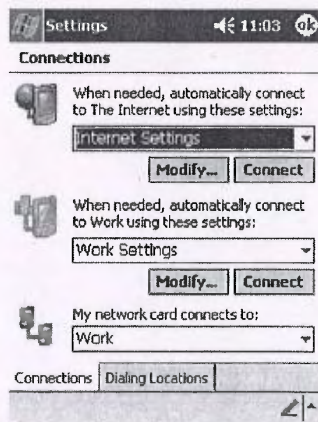 Settings 11:03 ok
Connections
When needed, automatically connect
to The Internet using these settings:
Internet Settings
Modify... Connect
When needed, automatically connect
to Work using these settings:
Work Settings
Modify... Connect
My network card connects to:
Work
Connections Dialing Locations